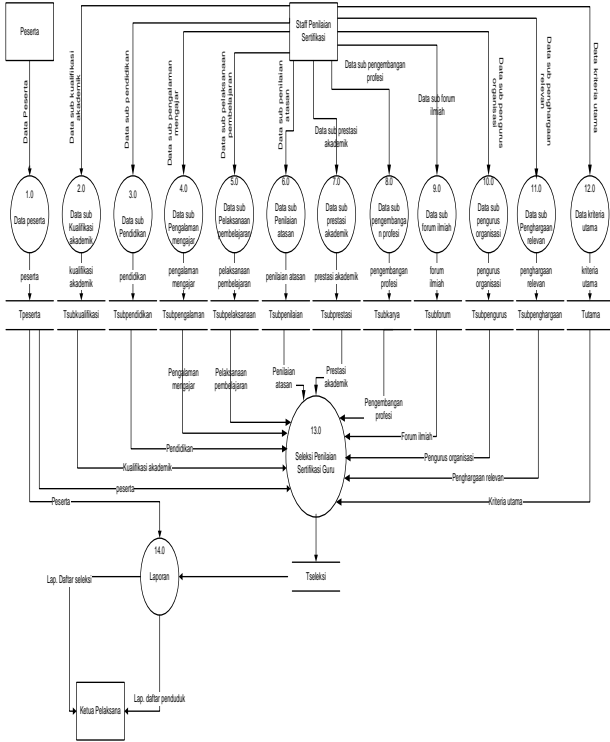 Peserta
Staff Penilaian
Sertifikasi
Data Peserta
Data sub kualifikasi
akademik
Data sub pendidikan
Data sub pengalaman
mengajar
Data sub pelaksanaan
pembelajaran
Data sub penilaian
atasan
Data sub prestasi
akademik
Data sub pengembangan
profesi
Data sub forum
ilmiah
Data sub pengurus
organisasi
Data sub penghargaan
relevan
Data kriteria utama
1.0
Data peserta
2.0
Data sub
Kualifikasi
akademik
3.0
Data sub
Pendidikan
4.0
Data sub
Pengalaman
mengajar
5.0
Data sub
Pelaksanaan
pembelajaran
6.0
Data sub
Penilaian
atasan
7.0
Data sub
prestasi
akademik
8.0
Data sub
pengembanga
n profesi
9.0
Data sub
forum ilmiah
10.0
Data sub
pengurus
organisasi
11.0
Data sub
Penghargaan
relevan
12.0
Data kriteria
utama
peserta
kualifikasi
akademik
pendidikan
pengalaman
mengajar
pelaksanaan
pembelajaran
penilaian atasan
prestasi akademik
pengembangan
profesi
forum
ilmiah
pengurus
organisasi
penghargaan
relevan
kriteria
utama
Tpeserta
Tsubkualifikasi
Tsubpendidikan
Tsubpengalaman
Tsubpelaksanaan
Tsubpenilaian
Tsubprestasi
Tsubkarya
Tsubforum
Tsubpengurus
Tsubpenghargaan
Tutama
Pengalaman
mengajar
Pelaksanaan
pembelajaran
Penilaian
atasan
Prestasi
akademik
Pengembangan
profesi
13.0
Seleksi Penilaian
Sertifikasi Guru
Pendidikan
Forum ilmiah
Kualifikasi akademik
Pengurus organisasi
peserta
Penghargaan relevan
Peserta
Kriteria utama
14.0
Laporan
Tseleksi
Lap. Daftar seleksi
Lap. daftar penduduk
Ketua Pelaksana